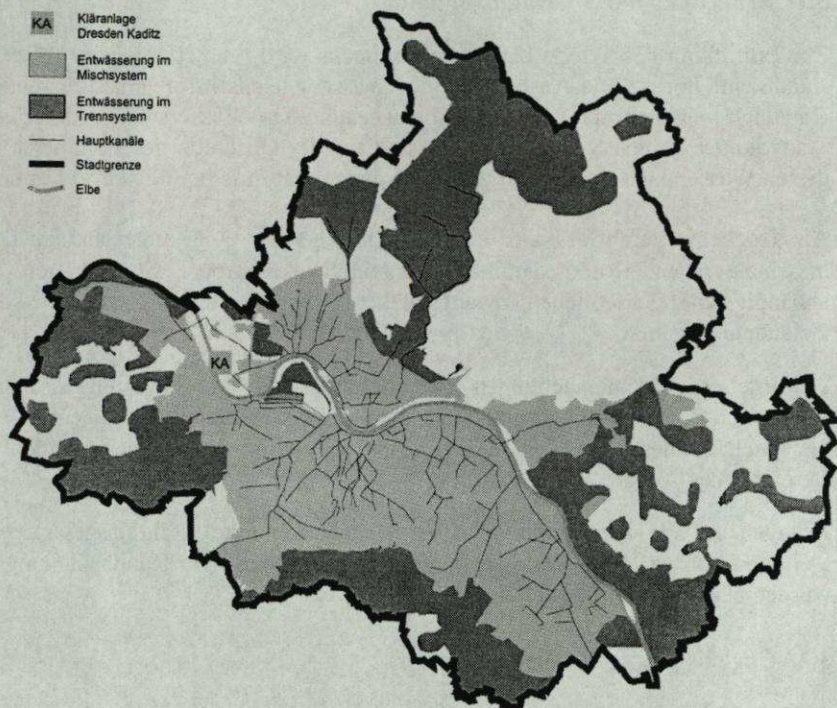 KA
Kläranlage
Dresden Kaditz
Entwässerung im
Mischsystem
Entwässerung im
Trennsystem
Hauptkanäle
Stadtgrenze
Elbe
KA